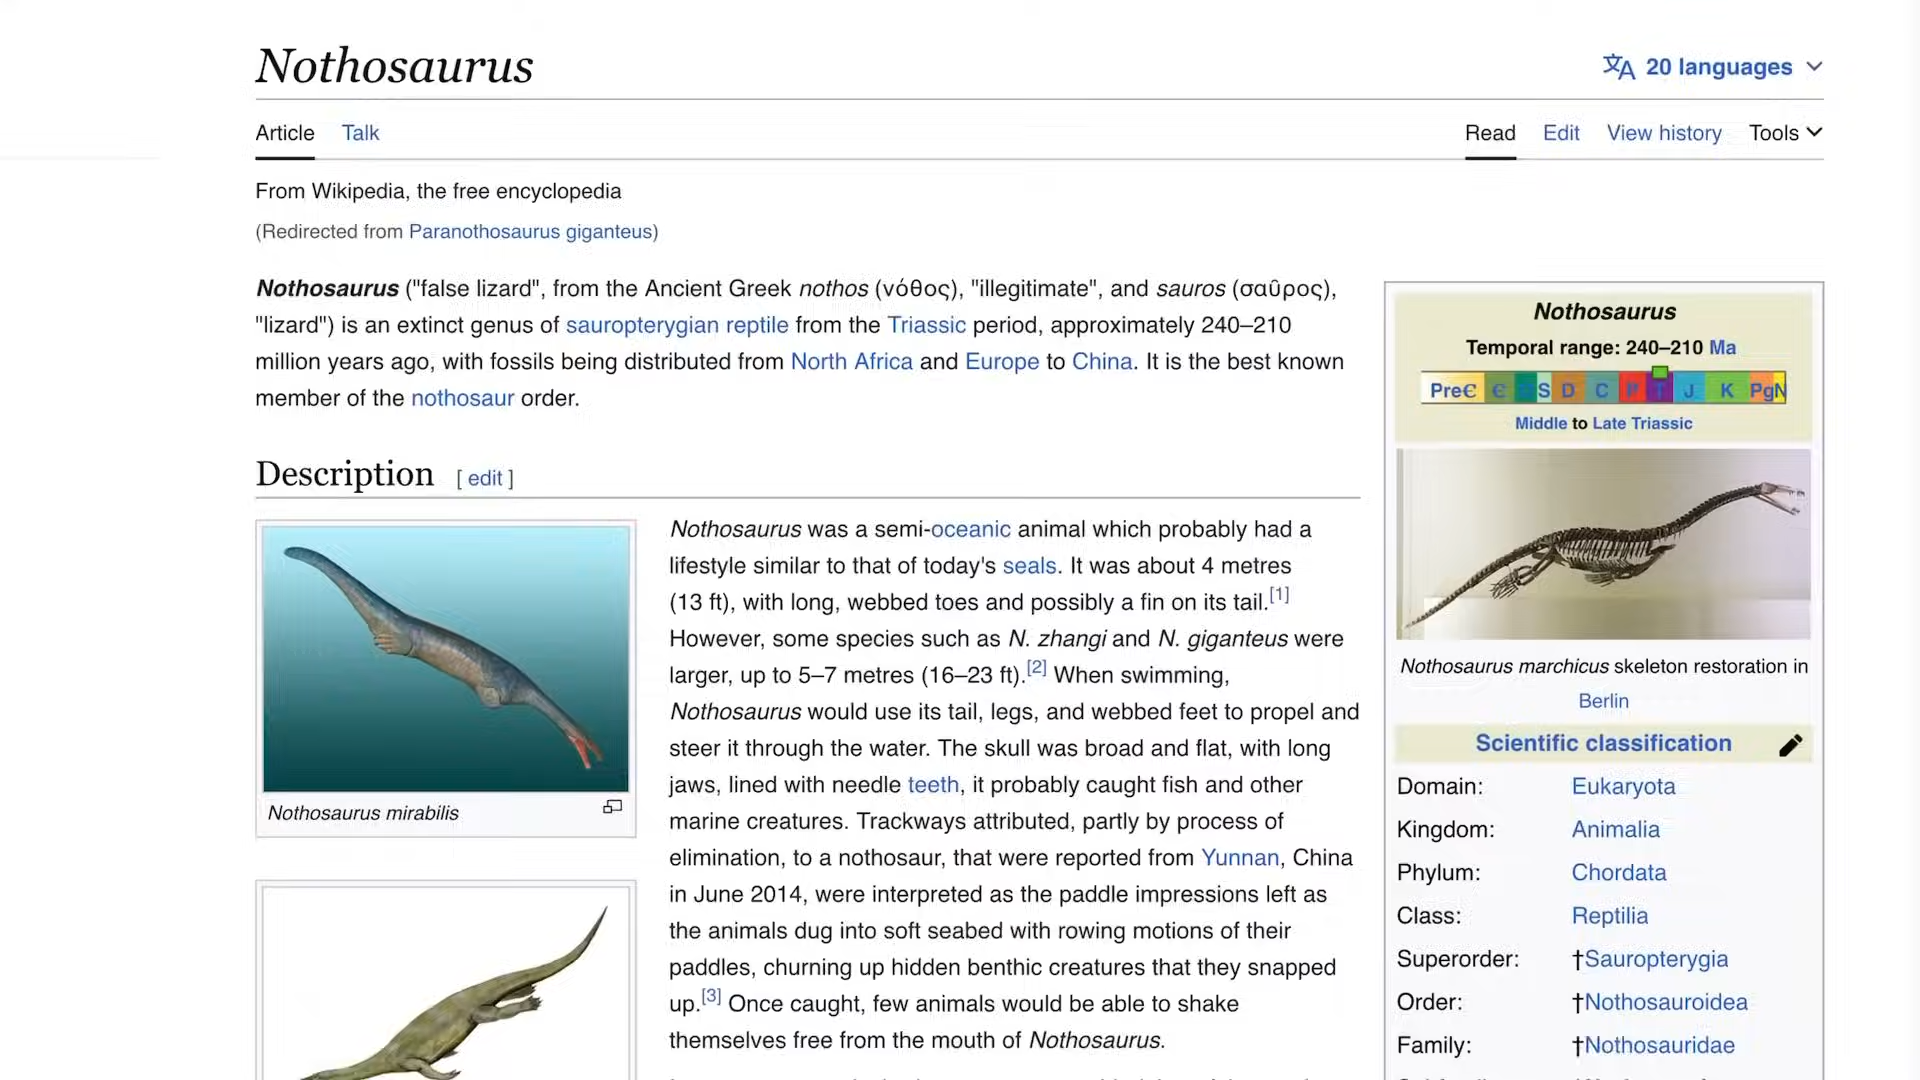 Nothosaurus
20 languages
Article Talk
Read Edit View history Tools
From Wikipedia, the free encyclopedia
(Redirected from Paranothosaurus giganteus)
Nothosaurus ("false lizard", from the Ancient Greek nothos (νόθος), "illegitimate", and sauros (σαῦρος),
"lizard") is an extinct genus of sauropterygian reptile from the Triassic period, approximately 240–210
million years ago, with fossils being distributed from North Africa and Europe to China. It is the best known
member of the nothosaur order.
Description [ edit ]
Nothosaurus mirabilis
Nothosaurus was a semi-oceanic animal which probably had a
lifestyle similar to that of today's seals. It was about 4 metres
(13 ft), with long, webbed toes and possibly a fin on its tail.[1]
However, some species such as N. zhangi and N. giganteus were
larger, up to 5–7 metres (16–23 ft).[2] When swimming,
Nothosaurus would use its tail, legs, and webbed feet to propel and
steer it through the water. The skull was broad and flat, with long
jaws, lined with needle teeth, it probably caught fish and other
marine creatures. Trackways attributed, partly by process of
elimination, to a nothosaur, that were reported from Yunnan, China
in June 2014, were interpreted as the paddle impressions left as
the animals dug into soft seabed with rowing motions of their
paddles, churning up hidden benthic creatures that they snapped
up.[3] Once caught, few animals would be able to shake
themselves free from the mouth of Nothosaurus.
Nothosaurus
Temporal range: 240–210 Ma
PreꞒ Ꞓ S D C P T J K PgN
Middle to Late Triassic
Nothosaurus marchicus skeleton restoration in
Berlin
Scientific classification
Domain: Eukaryota
Kingdom: Animalia
Phylum: Chordata
Class: Reptilia
Superorder: †Sauropterygia
Order: †Nothosauroidea
Family: †Nothosauridae